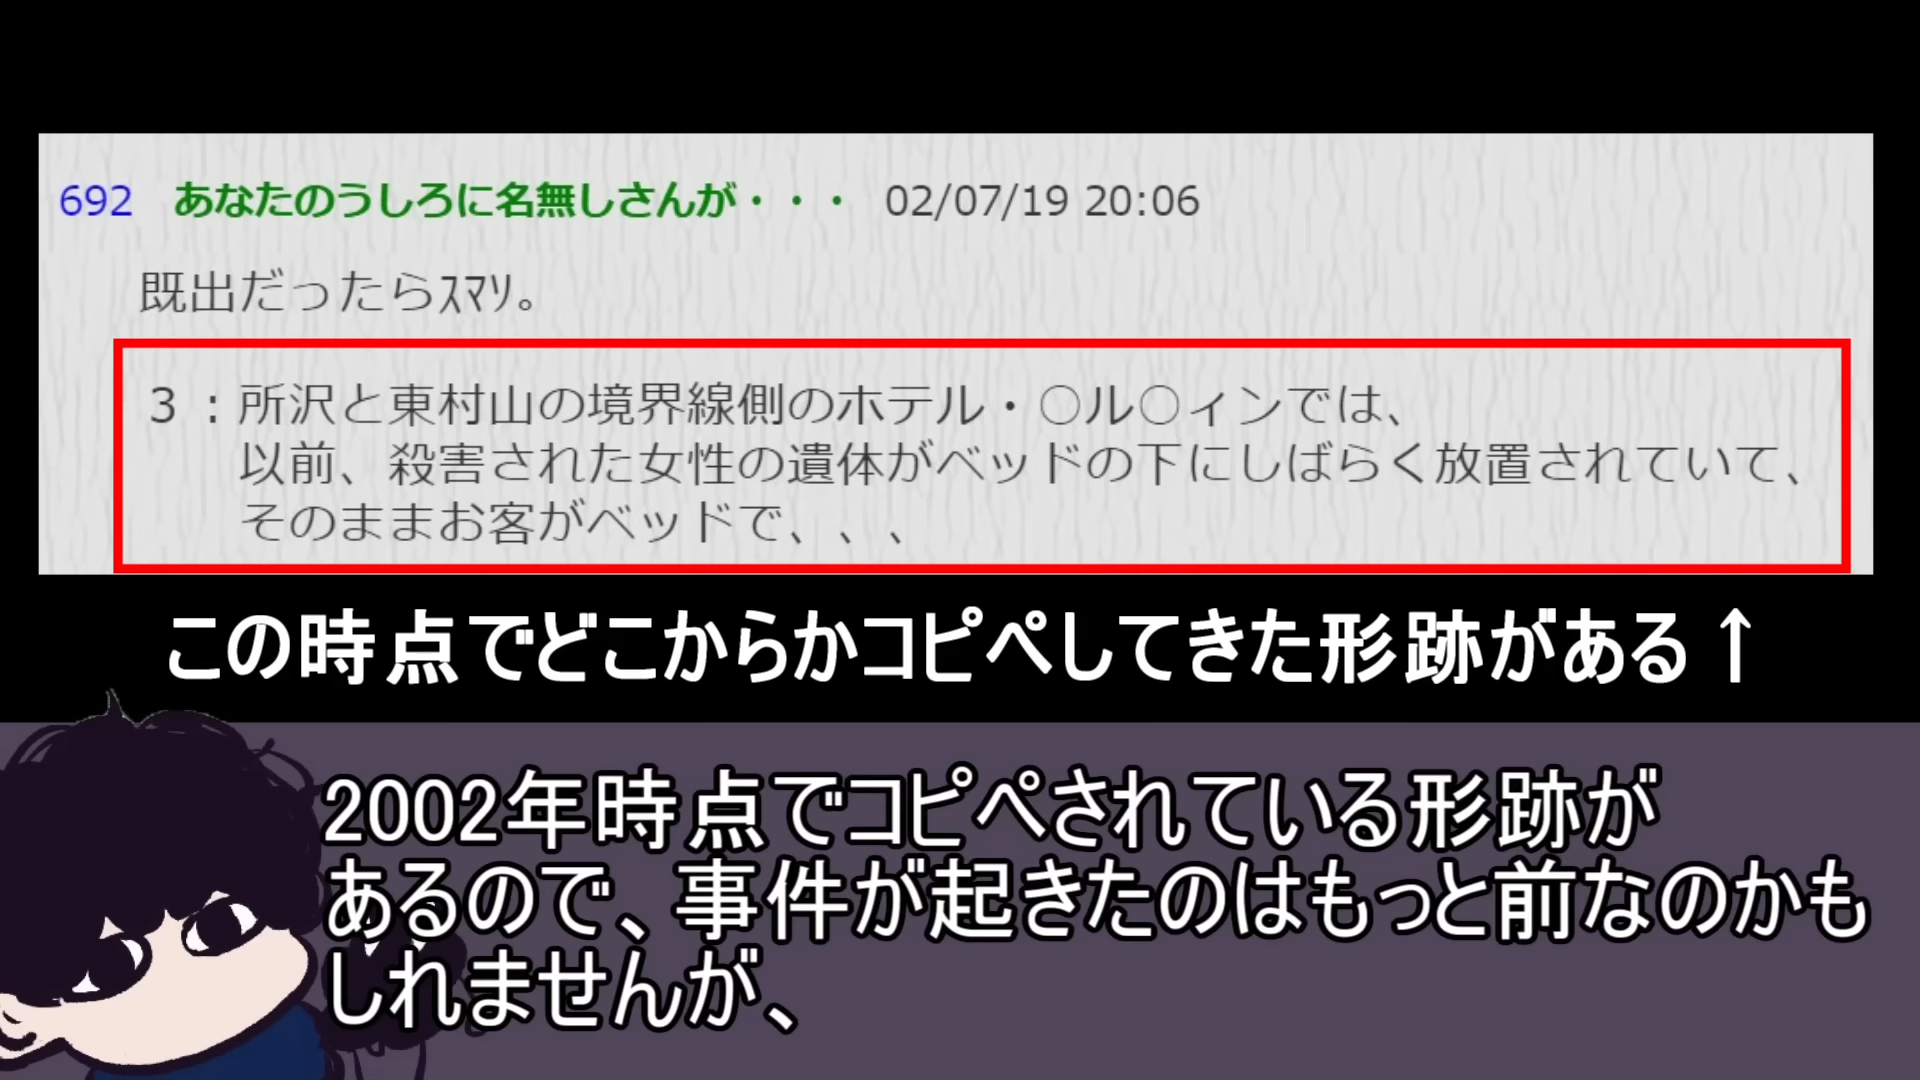 692 あなたのうしろに名無しさんが・・・ 02/07/19 20:06
既出だったらｽﾏｿ。
3 ：所沢と東村山の境界線側のホテル・○ル○ィンでは、
以前、殺害された女性の遺体がベッドの下にしばらく放置されていて、
そのままお客がベッドで、、、
この時点でどこからかコピペしてきた形跡がある↑
2002年時点でコピペされている形跡が
あるので、事件が起きたのはもっと前なのかも
しれませんが、